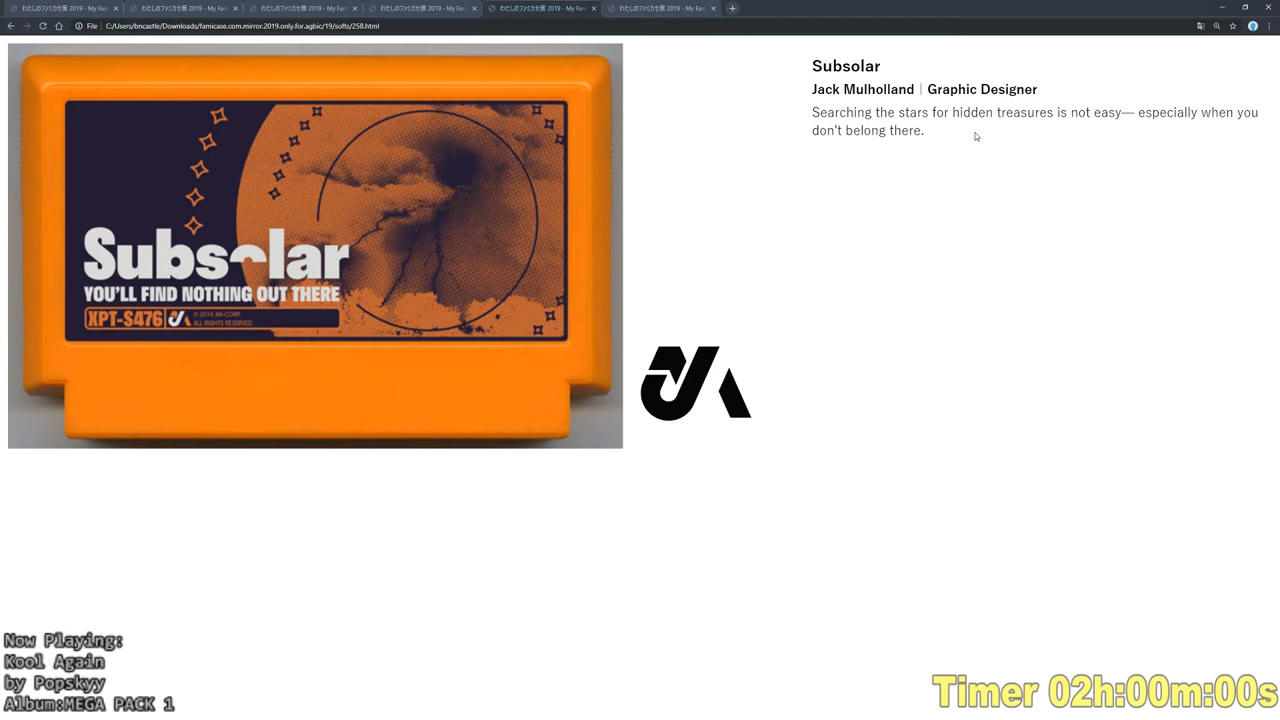 わたしのファミカセ展 2019 - My Fam
わたしのファミカセ展 2019 - My Fam
わたしのファミカセ展 2019 - My Fam
わたしのファミカセ展 2019 - My Fam
わたしのファミカセ展 2019 - My Fam
わたしのファミカセ展 2019 - My Fam
File | C:/Users/bncastle/Downloads/famicase.com.mirror.2019.only.for.agbic/19/softs/258.html
Subsolar
Jack Mulholland | Graphic Designer
Searching the stars for hidden treasures is not easy— especially when you
don't belong there.
Subsolar
YOU'LL FIND NOTHING OUT THERE
XPT-S476
© 2019 JM-CORP.
ALL RIGHTS RESERVED
Now Playing:
Kool Again
by Popskyy
Album:MEGA PACK 1
Timer 02h:00m:00s